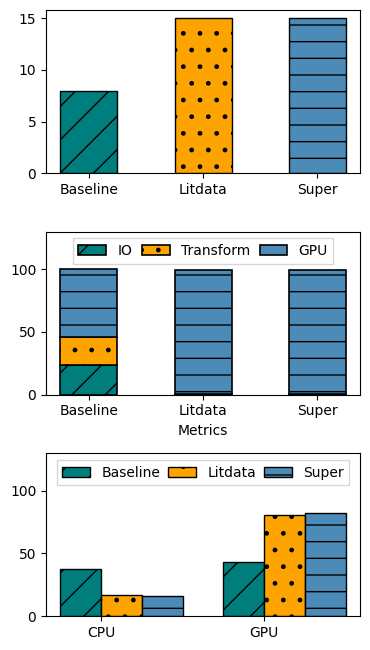 15
10
5
0
Baseline Litdata Super
IO Transform GPU
100
50
0
Baseline Litdata Super
Metrics
Baseline Litdata Super
100
50
0
CPU GPU